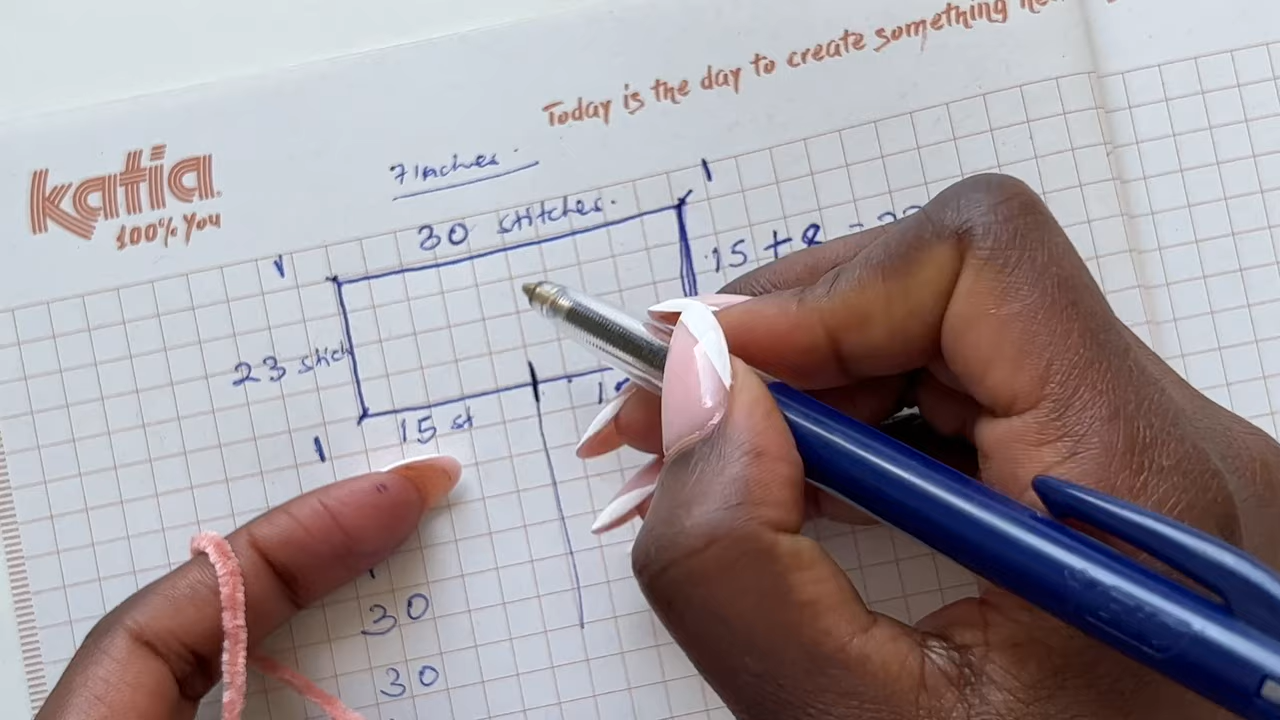 Today is the day to create something
katia
100% You
7 Inches.
30 stitches.
15 + 8 =
23 stich
15 st
30
30